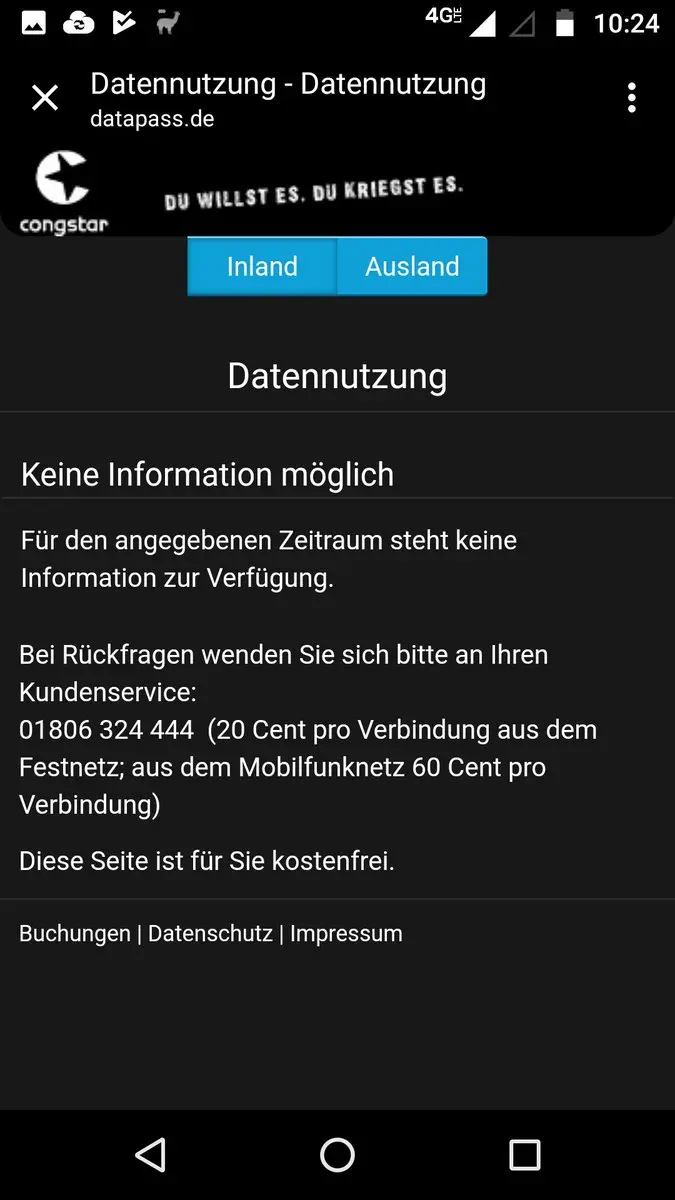 4G LTE 10:24
Datennutzung - Datennutzung
datapass.de
congstar
DU WILLST ES. DU KRIEGST ES.
Inland Ausland
Datennutzung
Keine Information möglich
Für den angegebenen Zeitraum steht keine
Information zur Verfügung.
Bei Rückfragen wenden Sie sich bitte an Ihren
Kundenservice:
01806 324 444 (20 Cent pro Verbindung aus dem
Festnetz; aus dem Mobilfunknetz 60 Cent pro
Verbindung)
Diese Seite ist für Sie kostenfrei.
Buchungen | Datenschutz | Impressum